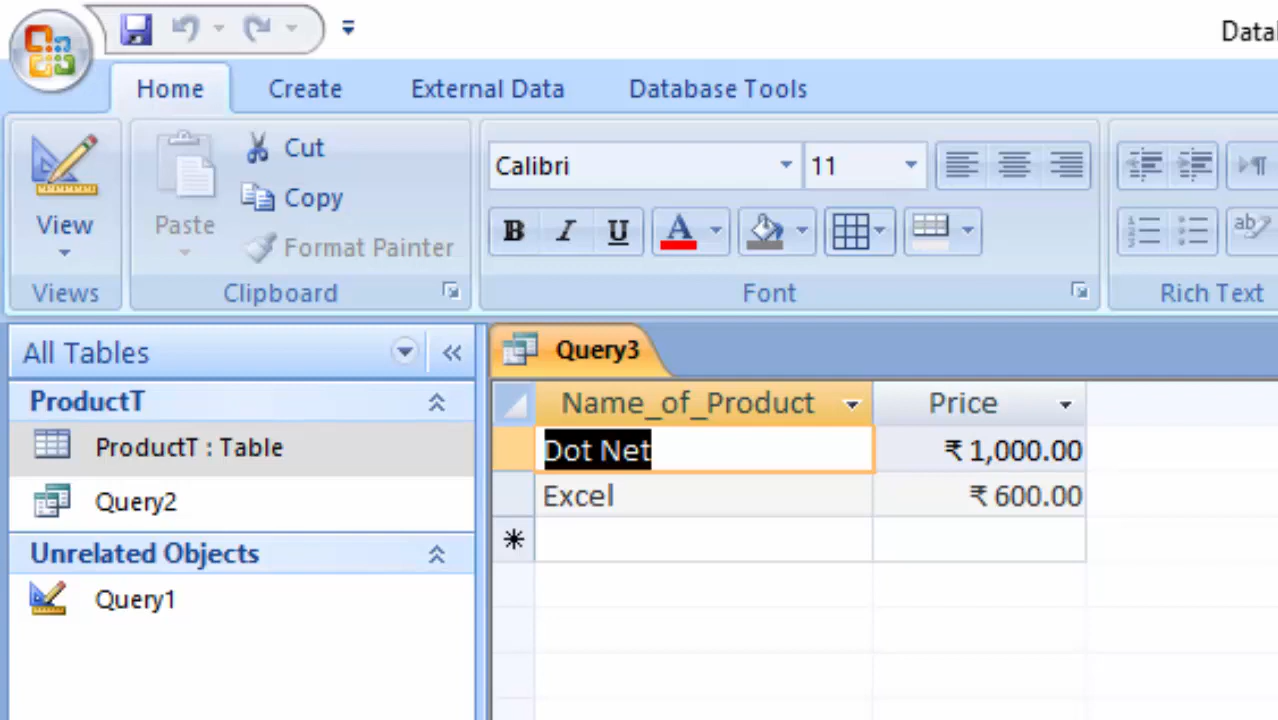 Datab
Home Create External Data Database Tools
View
Views
Paste
Cut
Copy
Format Painter
Clipboard
Calibri 11
B I U A
Font
ab
Rich Text
All Tables
ProductT
ProductT : Table
Query2
Unrelated Objects
Query1
Query3
Name_of_Product Price
Dot Net ₹ 1,000.00
Excel ₹ 600.00